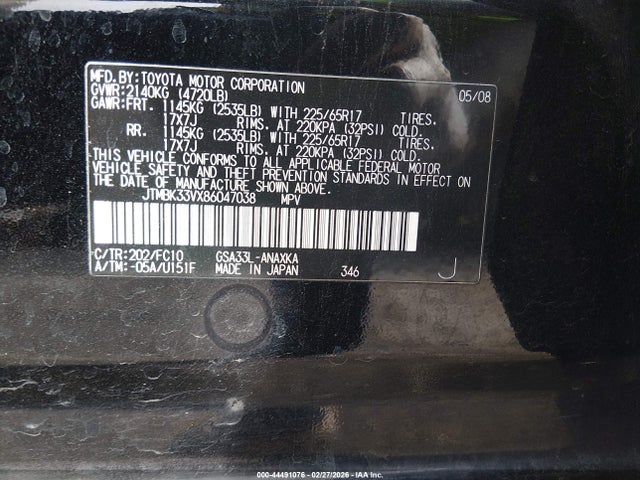 MFD.BY:TOYOTA MOTOR CORPORATION 05/08
GVWR:2140KG (4720LB)
GAWR:FRT. 1145KG (2535LB) WITH 225/65R17 TIRES.
17X7J RIMS. AT 220KPA (32PSI) COLD.
RR. 1145KG (2535LB) WITH 225/65R17 TIRES.
17X7J RIMS. AT 220KPA (32PSI) COLD.
THIS VEHICLE CONFORMS TO ALL APPLICABLE FEDERAL MOTOR
VEHICLE SAFETY AND THEFT PREVENTION STANDARDS IN EFFECT ON
THE DATE OF MANUFACTURE SHOWN ABOVE.
JTMBK33VX86047038 MPV
C/TR:202/FC10 GSA33L-ANAXKA
A/TM:-05A/U151F MADE IN JAPAN 346 J
000-44491076 - 02/27/2026 - IAA Inc.